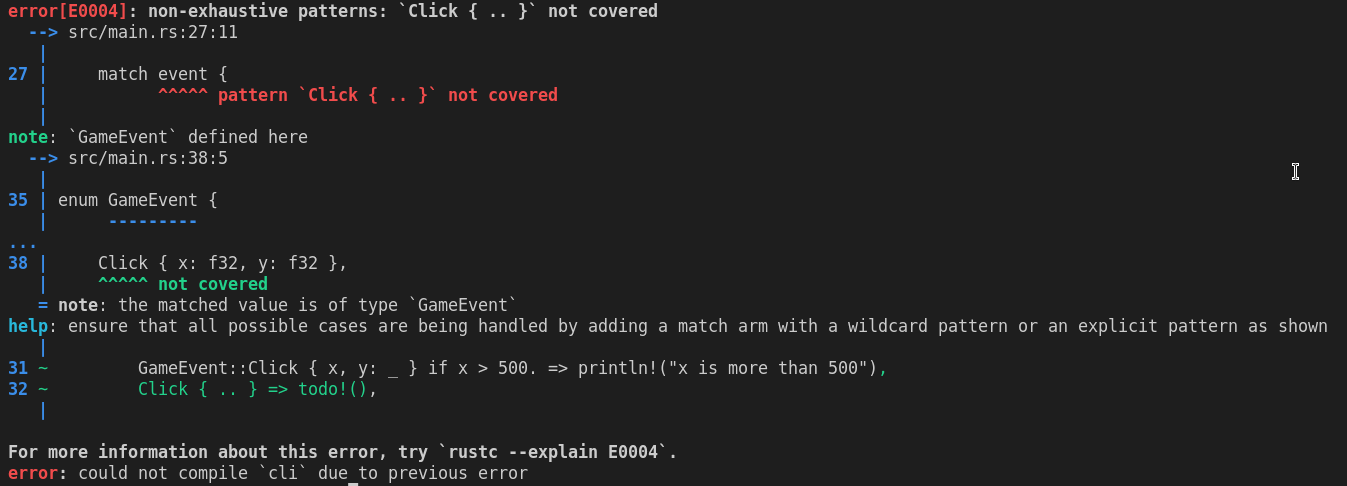 error[E0004]: non-exhaustive patterns: `Click { .. }` not covered
  --> src/main.rs:27:11
   |
27 |     match event {
   |           ^^^^^ pattern `Click { .. }` not covered
   |
note: `GameEvent` defined here
  --> src/main.rs:38:5
   |
35 | enum GameEvent {
   |      ---------
...
38 |     Click { x: f32, y: f32 },
   |     ^^^^^ not covered
   = note: the matched value is of type `GameEvent`
help: ensure that all possible cases are being handled by adding a match arm with a wildcard pattern or an explicit pattern as shown
   |
31 ~         GameEvent::Click { x, y: _ } if x > 500. => println!("x is more than 500"),
32 ~         Click { .. } => todo!(),
   |

For more information about this error, try `rustc --explain E0004`.
error: could not compile `cli` due to previous error